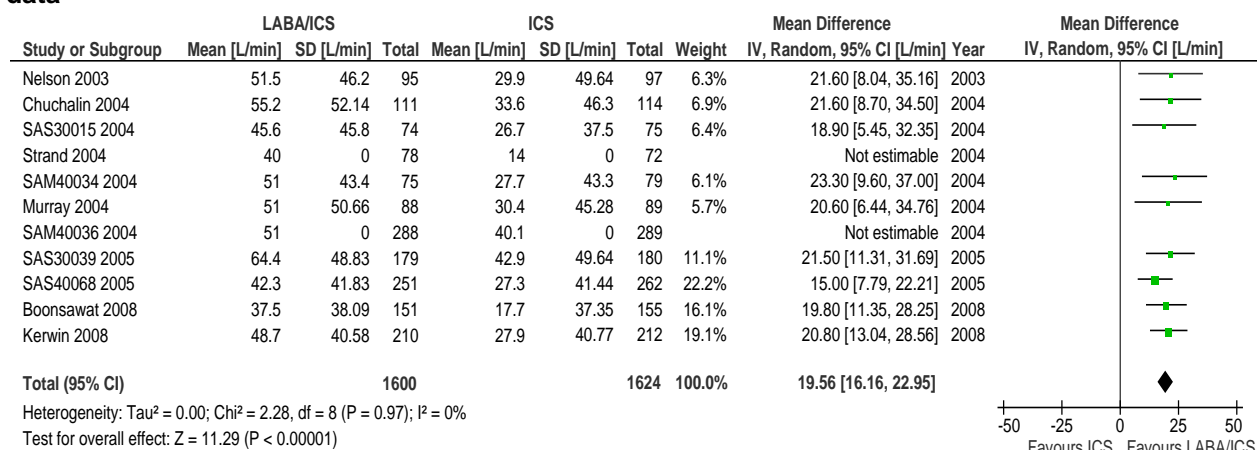 data
LABA/ICS ICS Mean Difference Mean Difference
Study or Subgroup Mean [L/min] SD [L/min] Total Mean [L/min] SD [L/min] Total Weight IV, Random, 95% CI [L/min] Year IV, Random, 95% CI [L/min]
Nelson 2003 51.5 46.2 95 29.9 49.64 97 6.3% 21.60 [8.04, 35.16] 2003
Chuchalin 2004 55.2 52.14 111 33.6 46.3 114 6.9% 21.60 [8.70, 34.50] 2004
SAS30015 2004 45.6 45.8 74 26.7 37.5 75 6.4% 18.90 [5.45, 32.35] 2004
Strand 2004 40 0 78 14 0 72 Not estimable 2004
SAM40034 2004 51 43.4 75 27.7 43.3 79 6.1% 23.30 [9.60, 37.00] 2004
Murray 2004 51 50.66 88 30.4 45.28 89 5.7% 20.60 [6.44, 34.76] 2004
SAM40036 2004 51 0 288 40.1 0 289 Not estimable 2004
SAS30039 2005 64.4 48.83 179 42.9 49.64 180 11.1% 21.50 [11.31, 31.69] 2005
SAS40068 2005 42.3 41.83 251 27.3 41.44 262 22.2% 15.00 [7.79, 22.21] 2005
Boonsawat 2008 37.5 38.09 151 17.7 37.35 155 16.1% 19.80 [11.35, 28.25] 2008
Kerwin 2008 48.7 40.58 210 27.9 40.77 212 19.1% 20.80 [13.04, 28.56] 2008
Total (95% CI) 1600 1624 100.0% 19.56 [16.16, 22.95]
Heterogeneity: Tau² = 0.00; Chi² = 2.28, df = 8 (P = 0.97); I² = 0%
Test for overall effect: Z = 11.29 (P < 0.00001)
-50 -25 0 25 50
Favours ICS Favours LABA/ICS